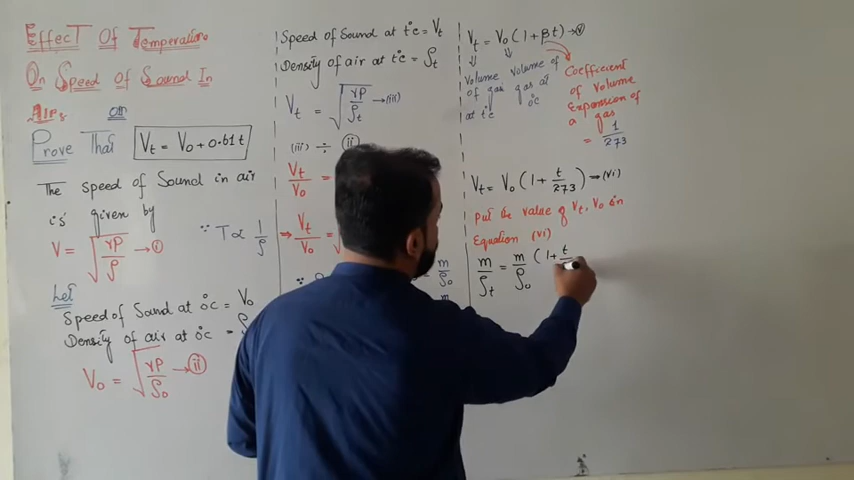 Effect Of Temperature
On Speed of Sound In
Air OR
Prove That Vt = Vo + 0.61t
The speed of Sound in air
is given by
V = √(γP/ρ) → (i)
∵ T ∝ 1/ρ
Let
Speed of Sound at 0°C = Vo
Density of air at 0°C =
Vo = √(γP/ρo) → (ii)
Speed of Sound at t°C = Vt
Density of air at t°C = ρt
Vt = √(γP/ρt) → (iii)
(iii) ÷ (ii)
Vt/Vo =
⇒ Vt/Vo = √
m/ρo
m
Vt = Vo (1 + βt) → (v)
Volume of gas at t°C
Volume of gas at 0°C
Coefficient
of Volume
Expansion of
a gas
= 1/273
Vt = Vo (1 + t/273) → (vi)
Put the value of Vt, Vo in
Equation (vi)
m/ρt = m/ρo (1 + t/